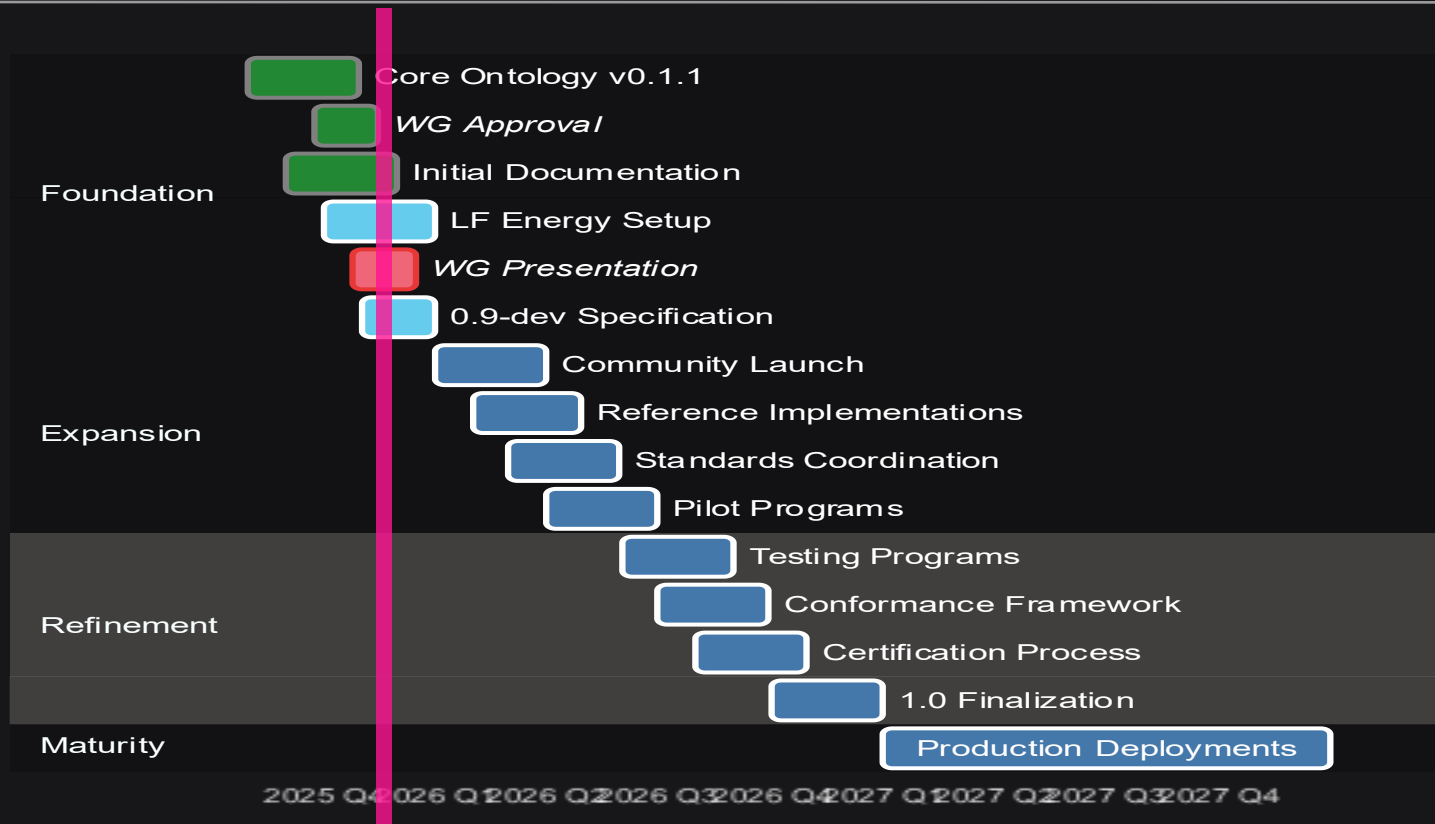 Core Ontology v0.1.1
WG Approval
Initial Documentation
Foundation
LF Energy Setup
WG Presentation
0.9-dev Specification
Community Launch
Reference Implementations
Expansion
Standards Coordination
Pilot Programs
Testing Programs
Conformance Framework
Refinement
Certification Process
1.0 Finalization
Maturity
Production Deployments
2025 Q4 2026 Q1 2026 Q2 2026 Q3 2026 Q4 2027 Q1 2027 Q2 2027 Q3 2027 Q4